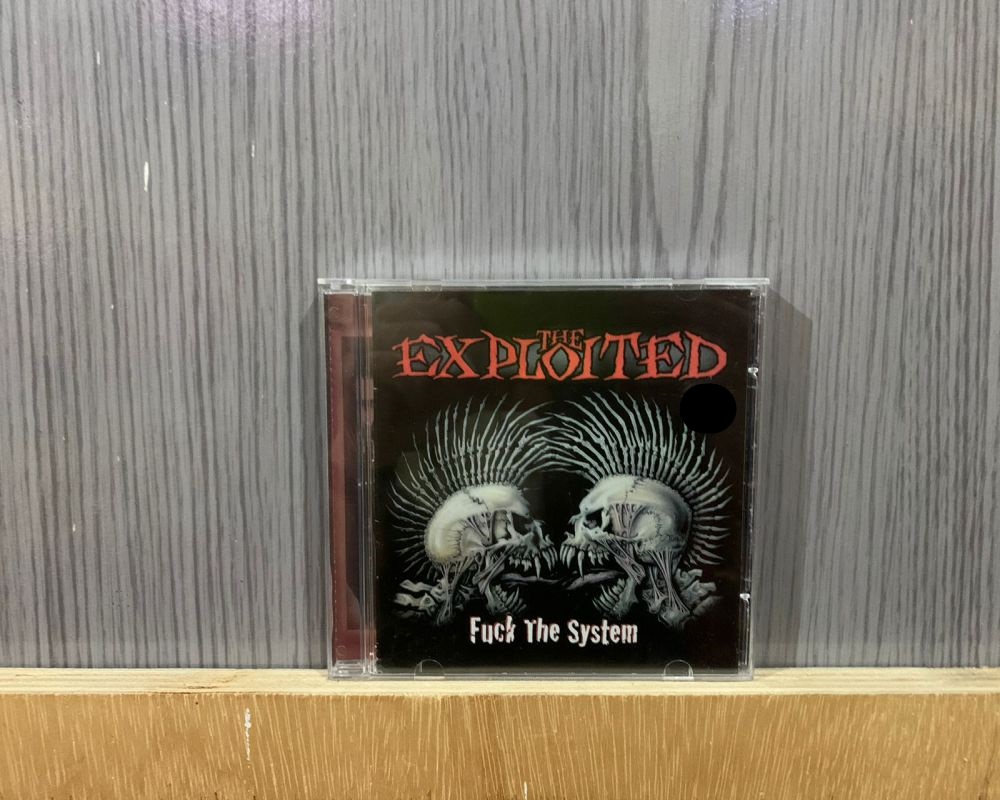 THE
EXPLOITED
Fuck The System